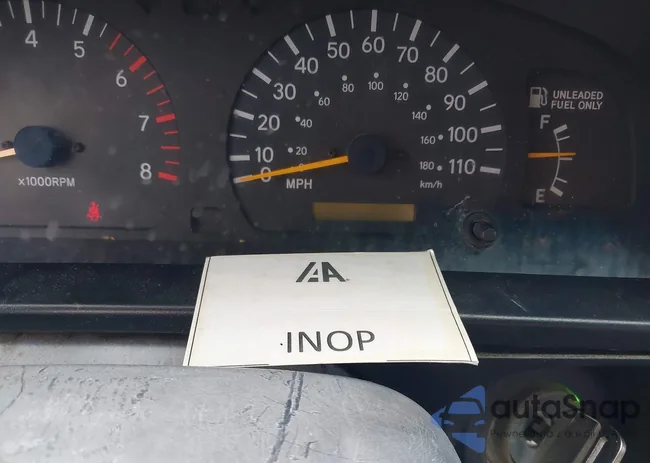 4 5 6 7 8
x1000RPM
0 10 20 30 40 50 60 70 80 90 100 110
20 40 60 80 100 120 140 160 180
MPH
km/h
UNLEADED
FUEL ONLY
F
E
IAA
INOP
autoSnap